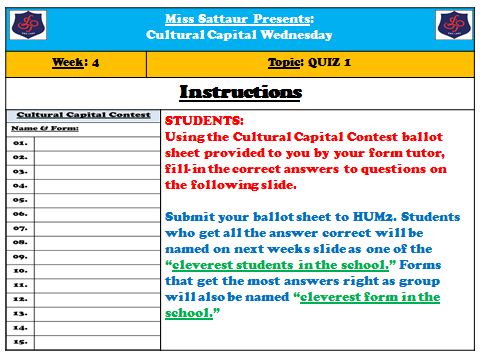 Miss Sattaur Presents:
Cultural Capital Wednesday
Week: 4
Topic: QUIZ 1
Instructions
Cultural Capital Contest
Name & Form:
01.
02.
03.
04.
05.
06.
07.
08.
09.
10.
11.
12.
13.
14.
15.
STUDENTS:
Using the Cultural Capital Contest ballot
sheet provided to you by your form tutor,
fill-in the correct answers to questions on
the following slide.
Submit your ballot sheet to HUM2. Students
who get all the answer correct will be
named on next weeks slide as one of the
“cleverest students in the school.” Forms
that get the most answers right as group
will also be named “cleverest form in the
school.”